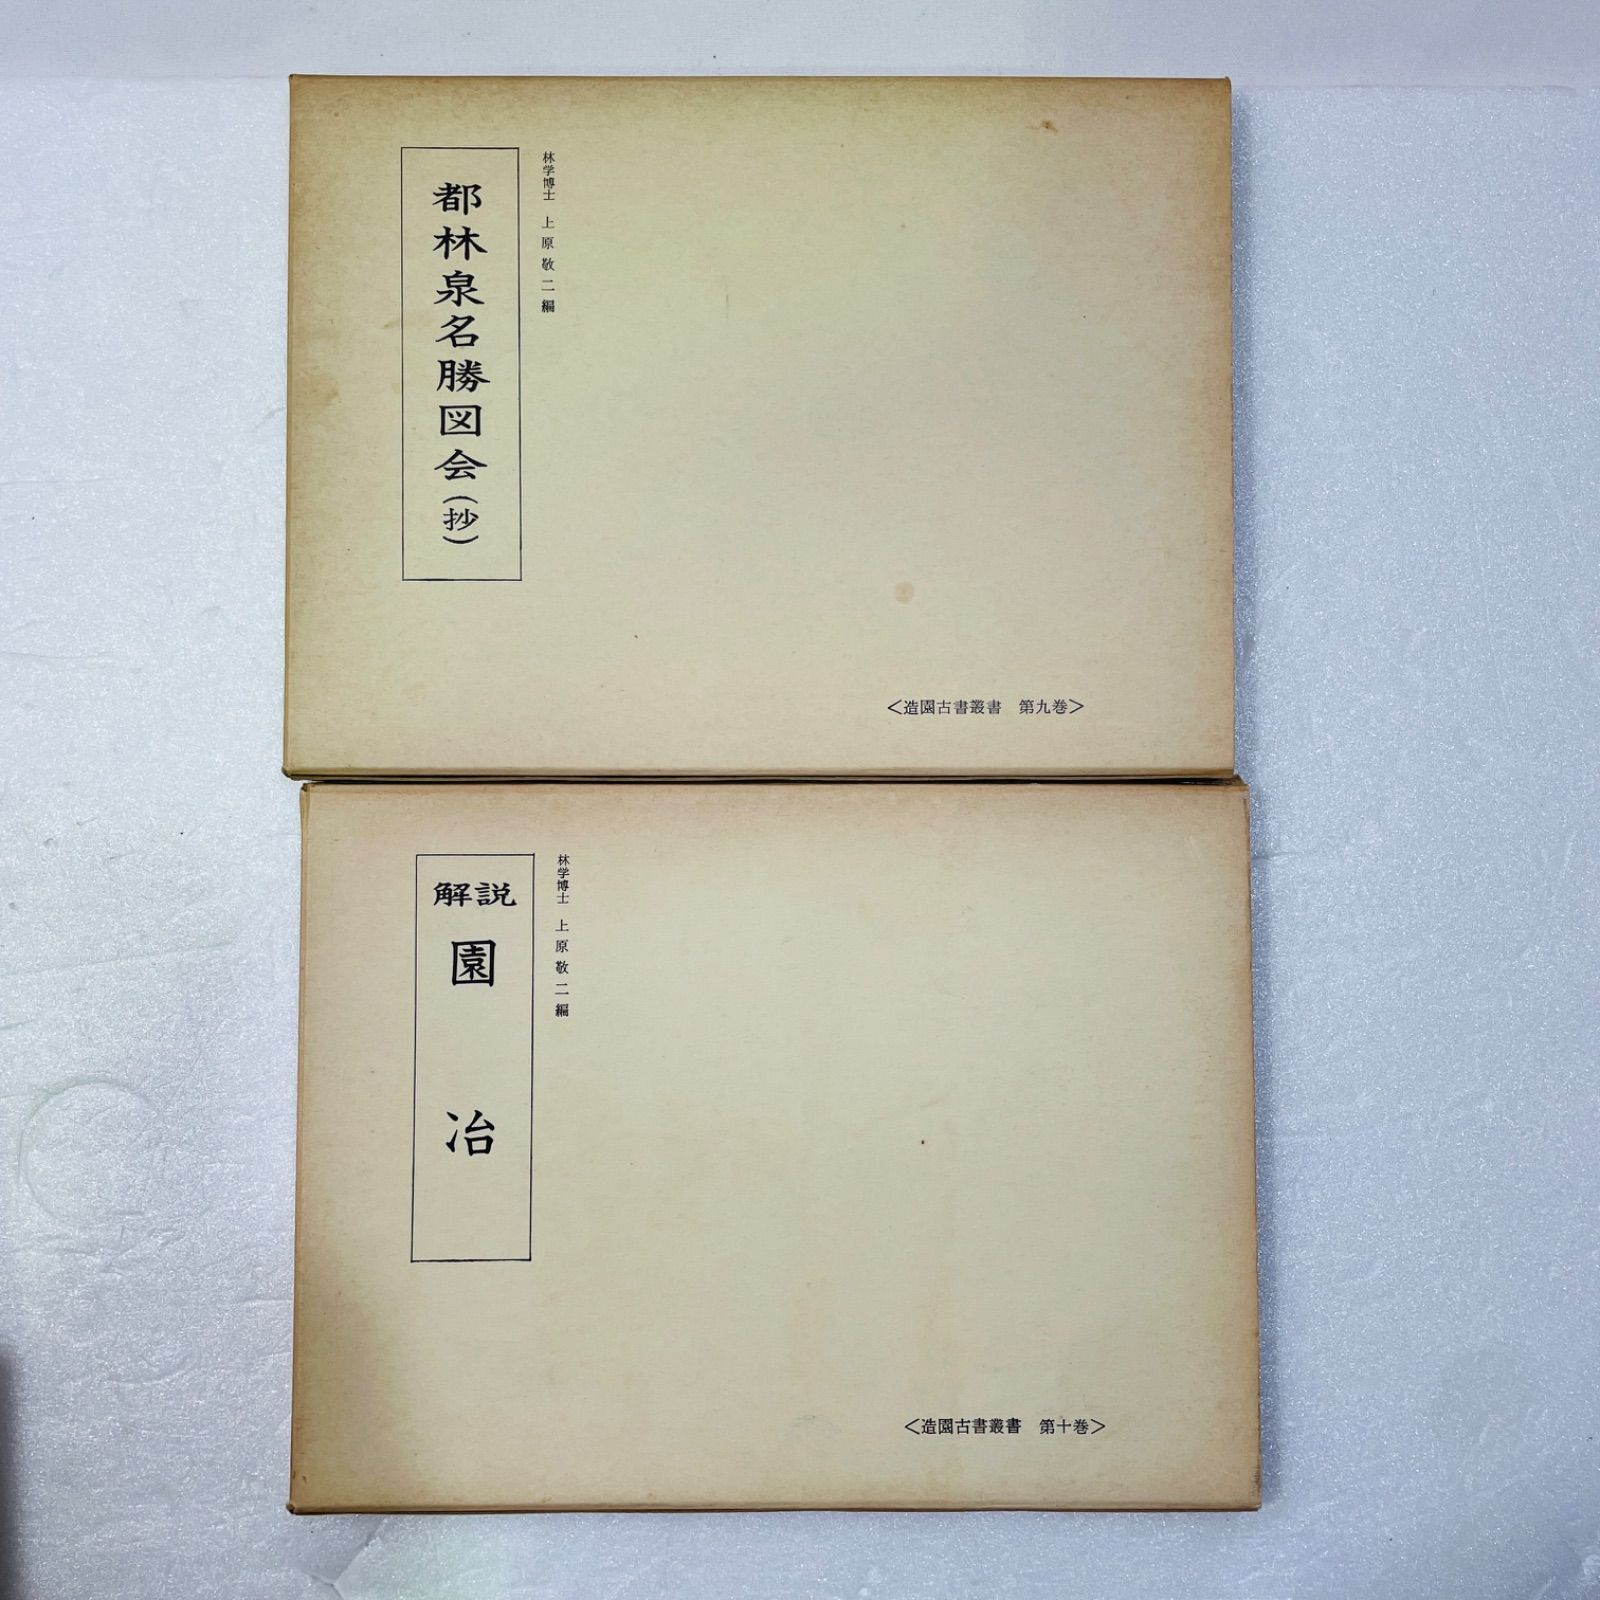 林学博士 上原敬二編
都林泉名勝図会(抄)
<造園古書叢書 第九巻>
林学博士 上原敬二編
解説
園冶
<造園古書叢書 第十巻>